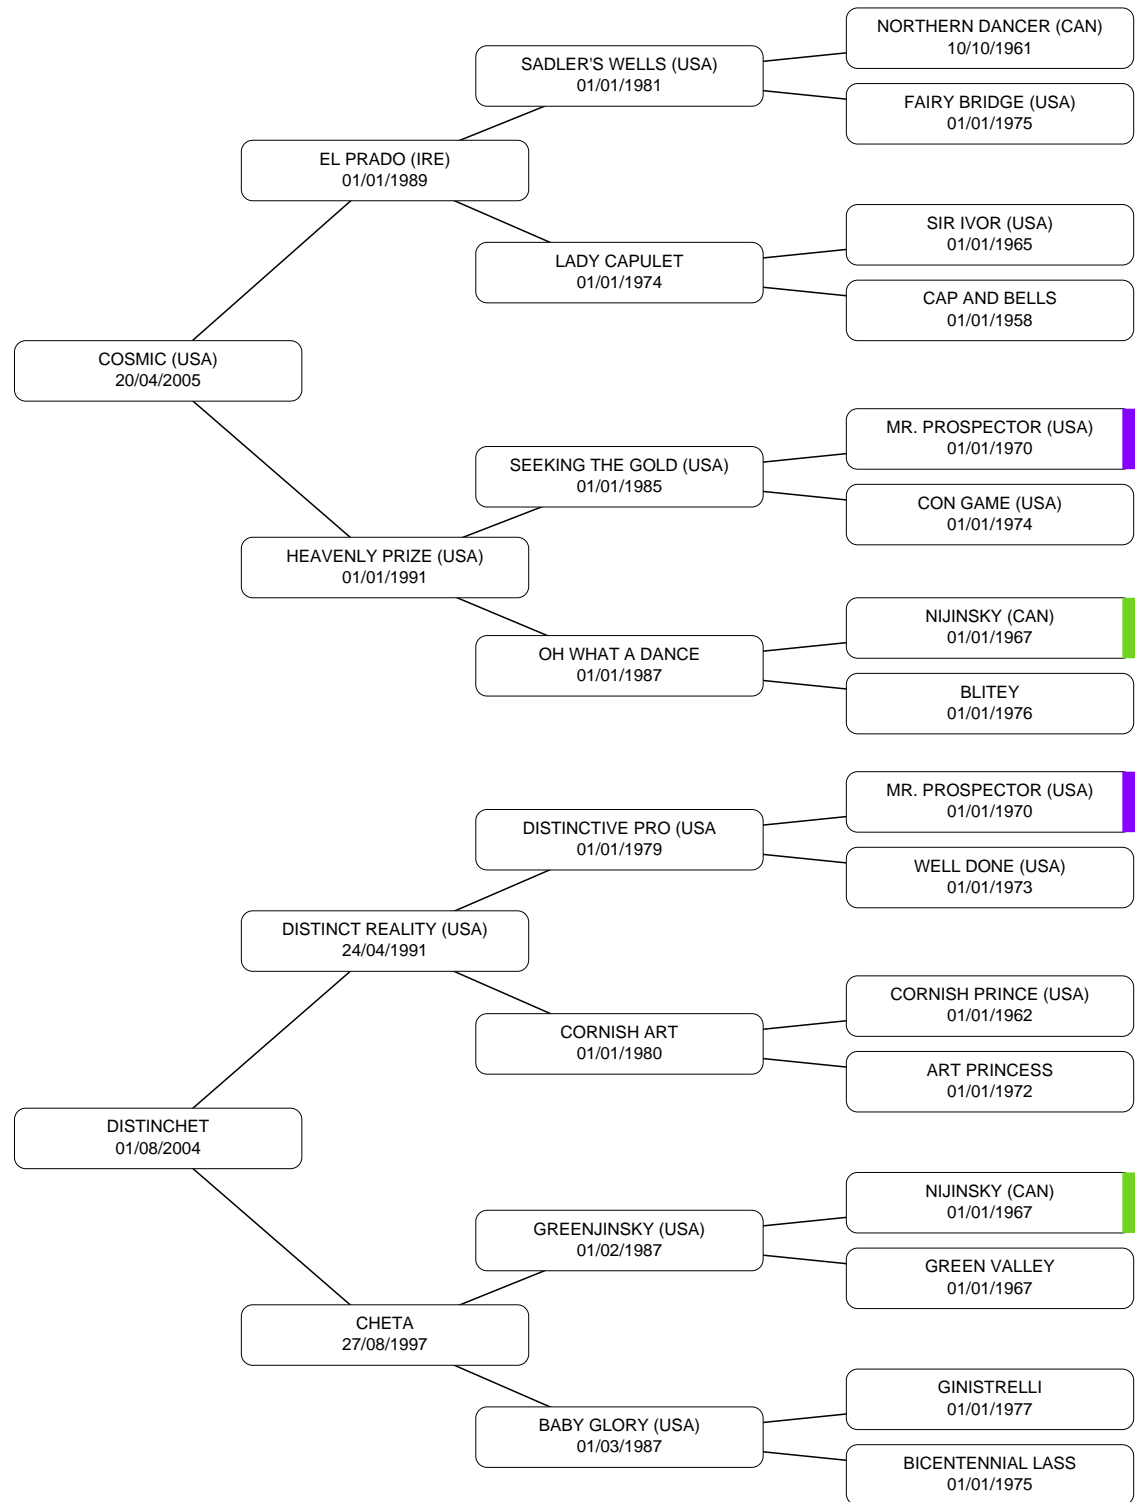 NORTHERN DANCER (CAN)
10/10/1961
SADLER'S WELLS (USA)
01/01/1981
FAIRY BRIDGE (USA)
01/01/1975
EL PRADO (IRE)
01/01/1989
SIR IVOR (USA)
01/01/1965
LADY CAPULET
01/01/1974
CAP AND BELLS
01/01/1958
COSMIC (USA)
20/04/2005
MR. PROSPECTOR (USA)
01/01/1970
SEEKING THE GOLD (USA)
01/01/1985
CON GAME (USA)
01/01/1974
HEAVENLY PRIZE (USA)
01/01/1991
NIJINSKY (CAN)
01/01/1967
OH WHAT A DANCE
01/01/1987
BLITEY
01/01/1976
MR. PROSPECTOR (USA)
01/01/1970
DISTINCTIVE PRO (USA
01/01/1979
WELL DONE (USA)
01/01/1973
DISTINCT REALITY (USA)
24/04/1991
CORNISH PRINCE (USA)
01/01/1962
CORNISH ART
01/01/1980
ART PRINCESS
01/01/1972
DISTINCHET
01/08/2004
NIJINSKY (CAN)
01/01/1967
GREENJINSKY (USA)
01/02/1987
GREEN VALLEY
01/01/1967
CHETA
27/08/1997
GINISTRELLI
01/01/1977
BABY GLORY (USA)
01/03/1987
BICENTENNIAL LASS
01/01/1975